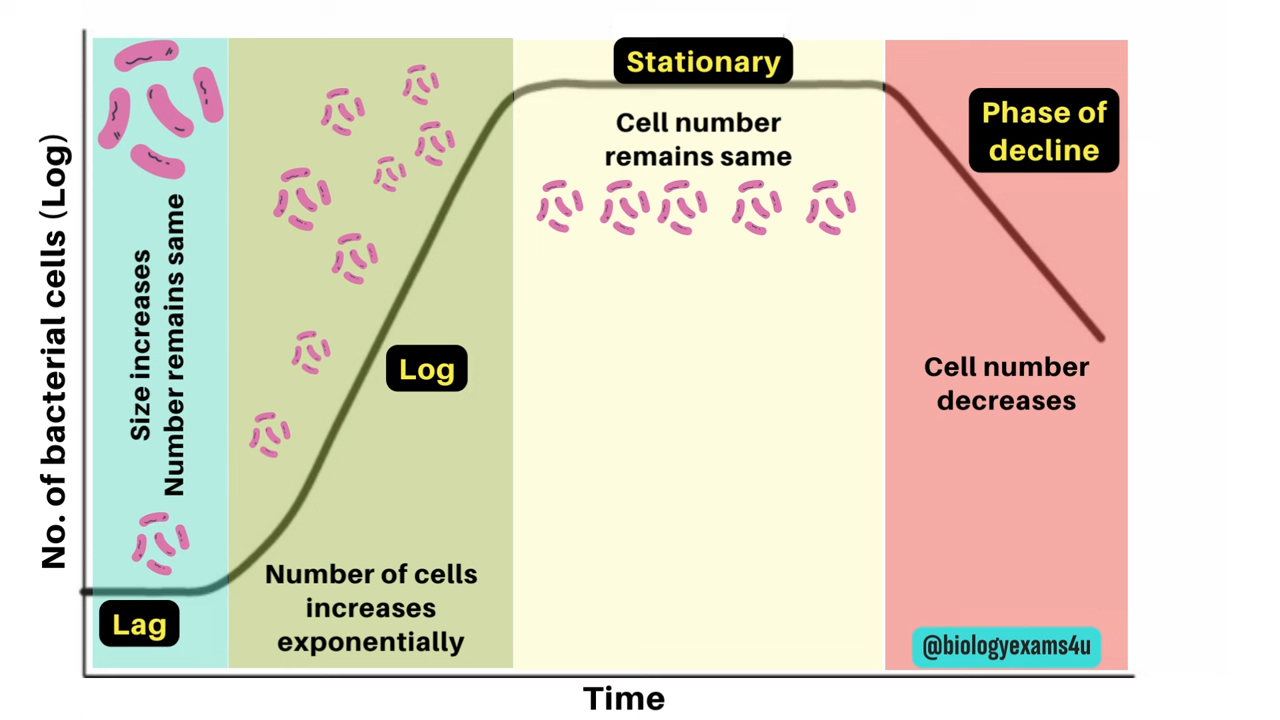 No. of bacterial cells (Log)
Size increases
Number remains same
Lag
Log
Number of cells
increases
exponentially
Stationary
Cell number
remains same
Phase of
decline
Cell number
decreases
@biologyexams4u
Time